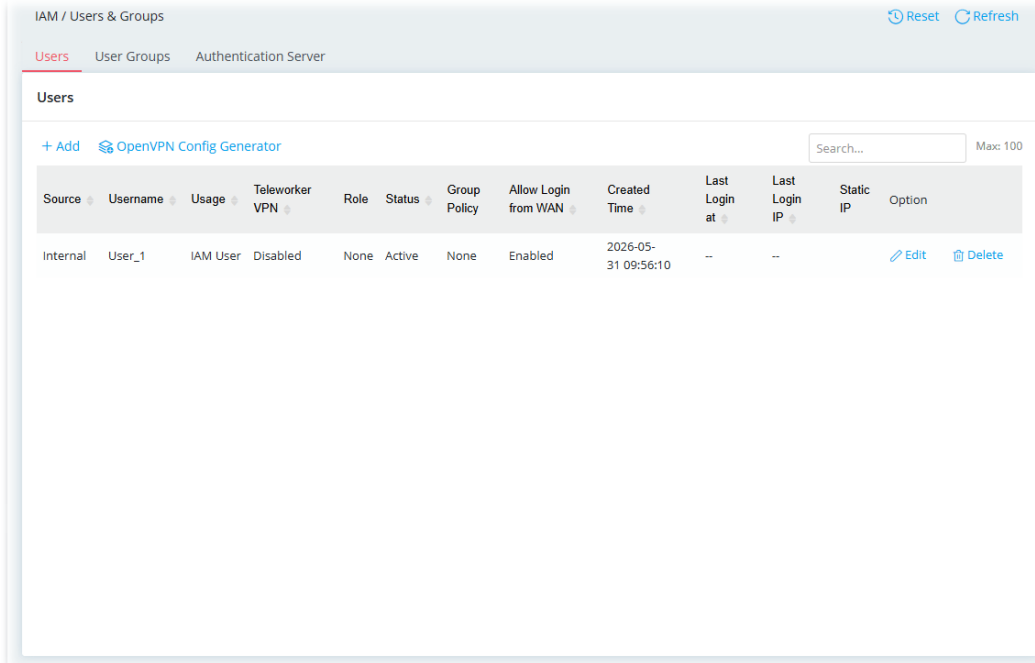 IAM / Users & Groups Reset Refresh
Users User Groups Authentication Server
Users
+ Add OpenVPN Config Generator Search... Max: 100
Source Username Usage Teleworker VPN Role Status Group Policy Allow Login from WAN Created Time Last Login at Last Login IP Static IP Option
Internal User_1 IAM User Disabled None Active None Enabled 2026-05-31 09:56:10 -- -- Edit Delete